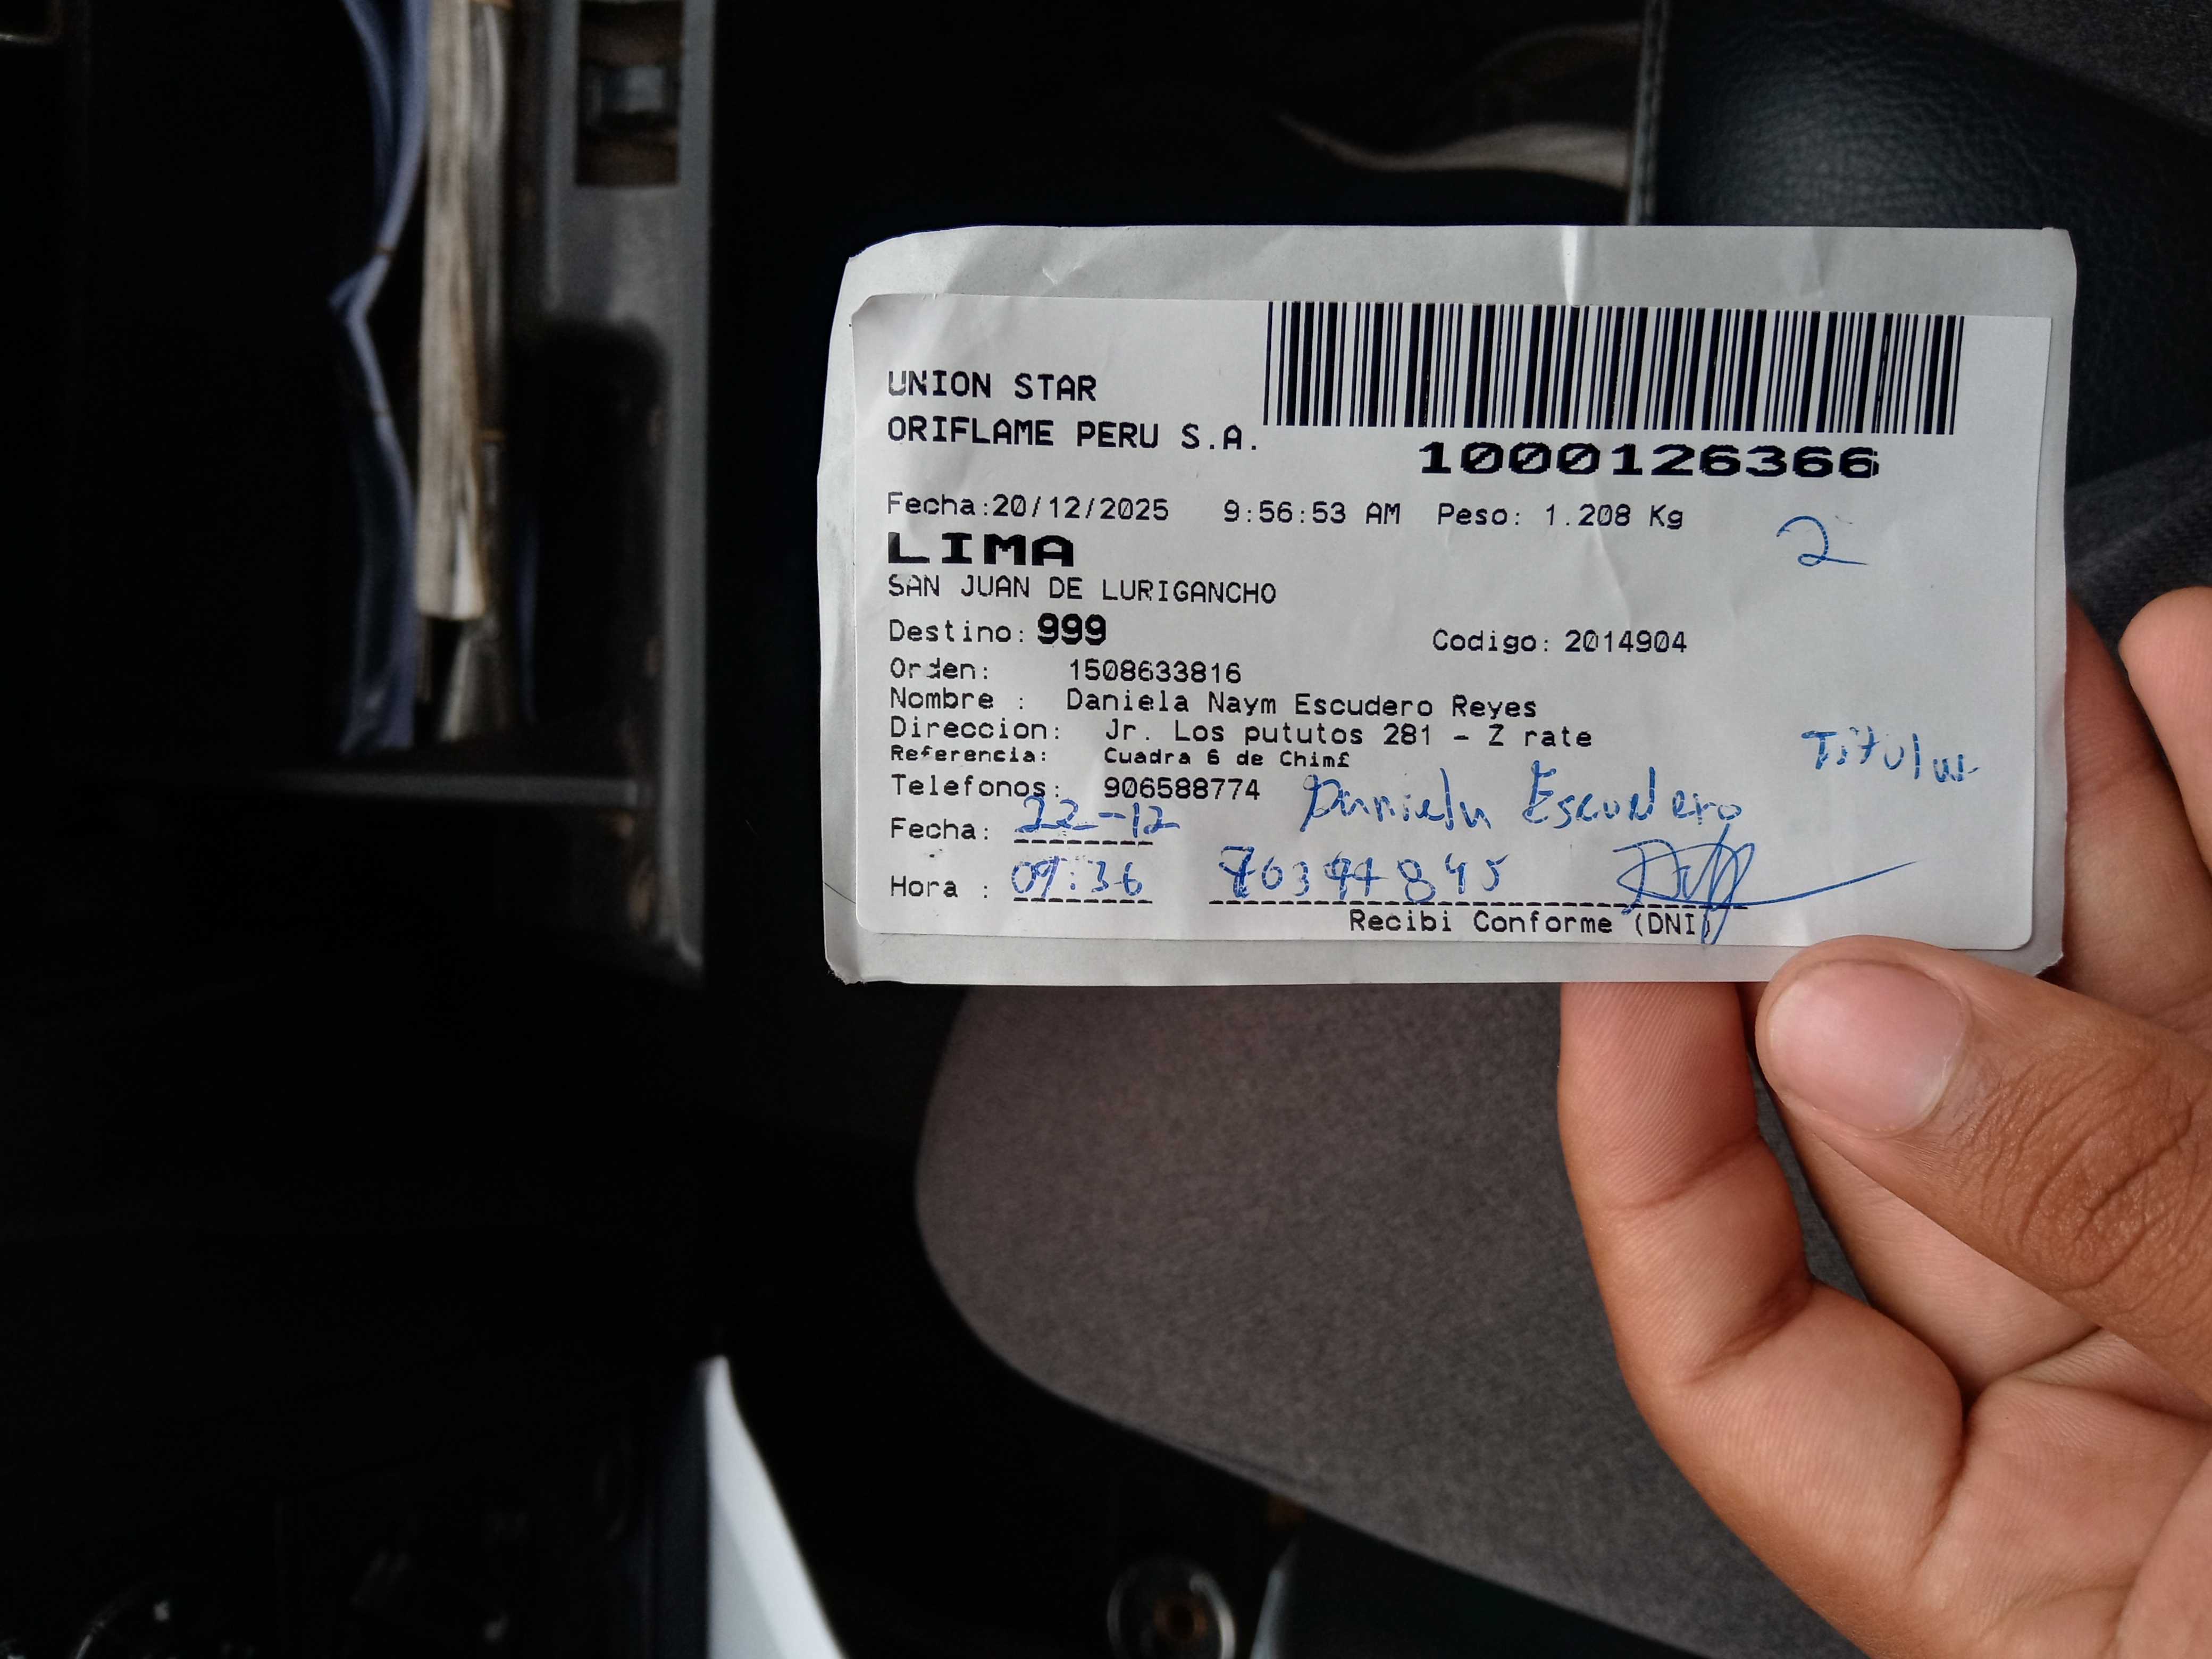 UNION STAR
ORIFLAME PERU S.A.
1000126366
Fecha:20/12/2025 9:56:53 AM Peso: 1.208 Kg
2
LIMA
SAN JUAN DE LURIGANCHO
Destino: 999 Codigo: 2014904
Orden: 1508633816
Nombre : Daniela Naym Escudero Reyes
Direccion: Jr. Los pututos 281 - Z rate
Titular
Referencia: Cuadra 6 de Chim£
Telefonos: 906588774 Daniela Escudero
Fecha: 22-12
Hora : 09:36
Recibi Conforme (DNI)